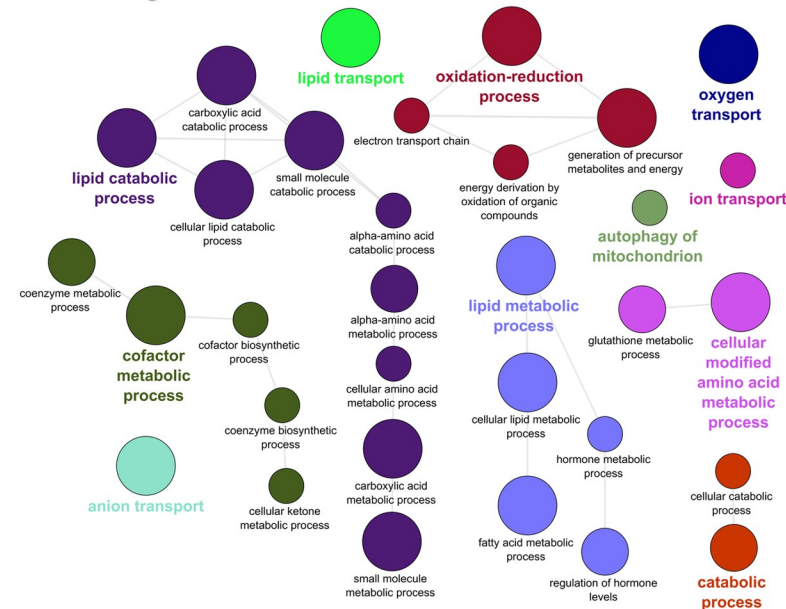 lipid transport
oxidation-reduction
process
oxygen
transport
carboxylic acid
catabolic process
electron transport chain
generation of precursor
metabolites and energy
lipid catabolic
process
small molecule
catabolic process
energy derivation by
oxidation of organic
compounds
ion transport
cellular lipid catabolic
process
alpha-amino acid
catabolic process
autophagy of
mitochondrion
coenzyme metabolic
process
lipid metabolic
process
alpha-amino acid
metabolic process
cofactor biosynthetic
process
glutathione metabolic
process
cofactor
metabolic
process
cellular
modified
amino acid
metabolic
process
cellular amino acid
metabolic process
cellular lipid metabolic
process
coenzyme biosynthetic
process
hormone metabolic
process
carboxylic acid
metabolic process
cellular catabolic
process
anion transport
cellular ketone
metabolic process
fatty acid metabolic
process
small molecule
metabolic process
regulation of hormone
levels
catabolic
process